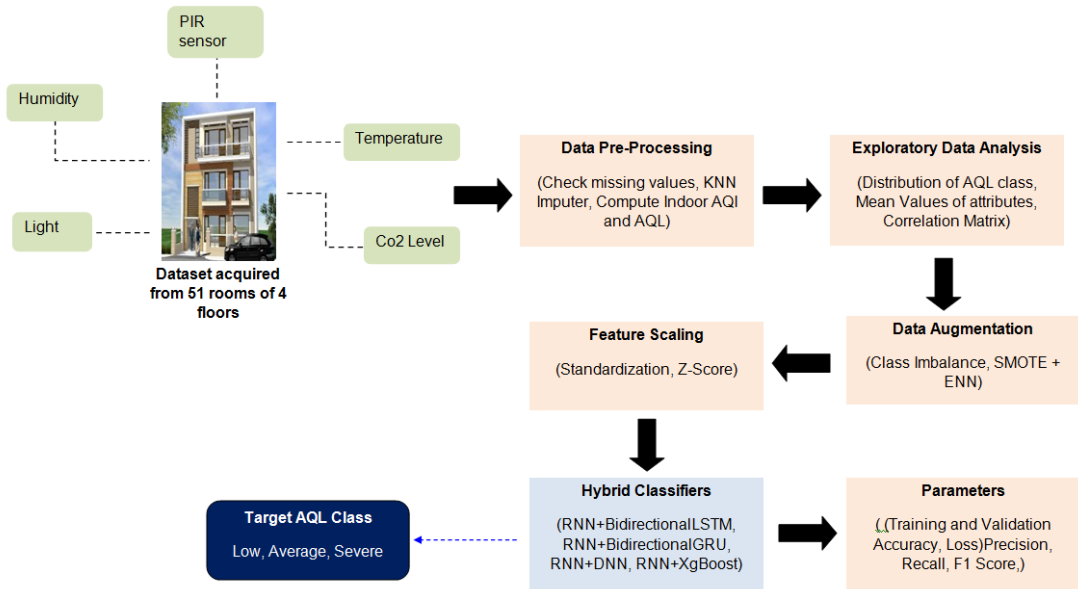 PIR
sensor
Humidity
Temperature
Light
Co2 Level
Dataset acquired
from 51 rooms of 4
floors
Data Pre-Processing
(Check missing values, KNN
Imputer, Compute Indoor AQI
and AQL)
Exploratory Data Analysis
(Distribution of AQL class,
Mean Values of attributes,
Correlation Matrix)
Data Augmentation
(Class Imbalance, SMOTE +
ENN)
Feature Scaling
(Standardization, Z-Score)
Hybrid Classifiers
(RNN+BidirectionalLSTM,
RNN+BidirectionalGRU,
RNN+DNN, RNN+XgBoost)
Parameters
( (Training and Validation
Accuracy, Loss)Precision,
Recall, F1 Score,)
Target AQL Class
Low, Average, Severe